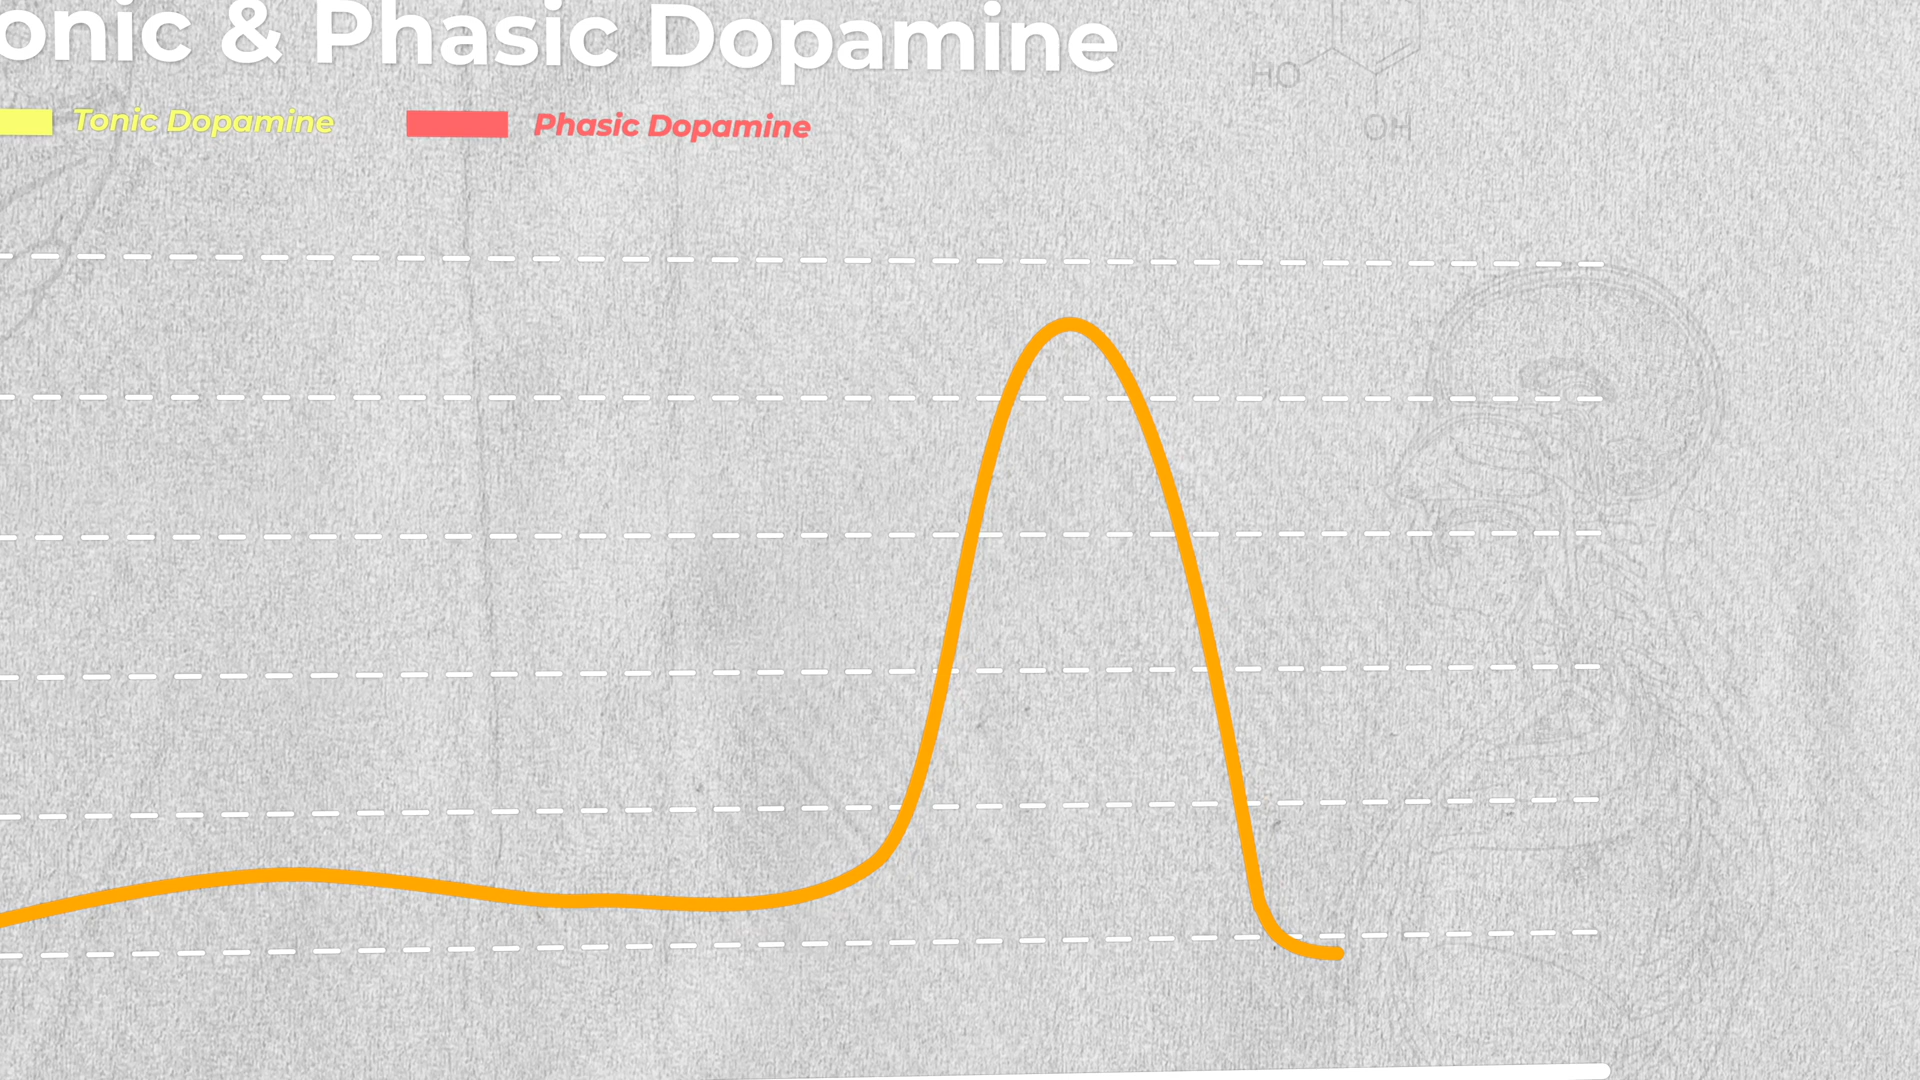 onic & Phasic Dopamine
Tonic Dopamine
Phasic Dopamine
HO
OH